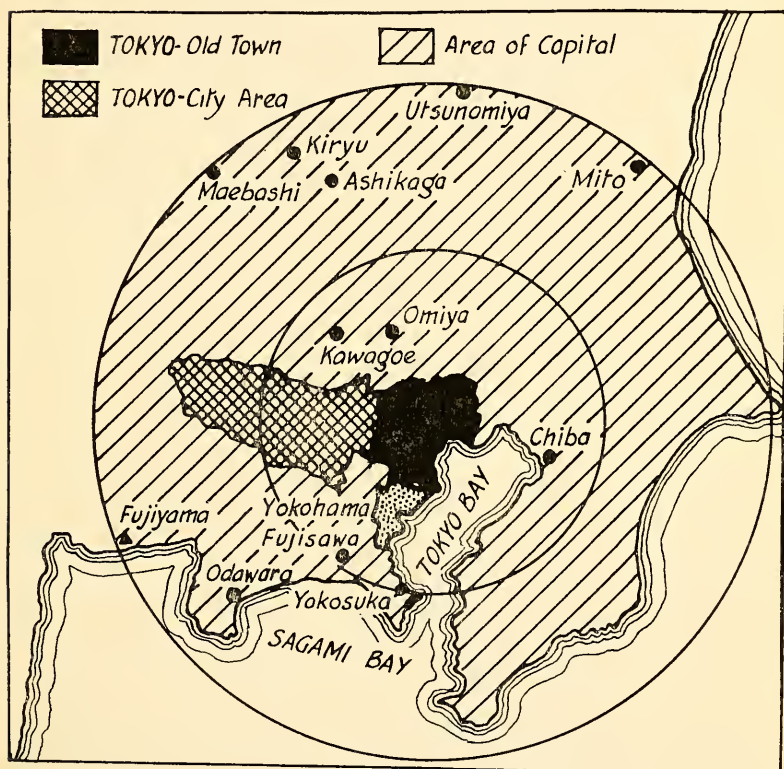 TOKYO-Old Town
Area of Capital
TOKYO-City Area
Utsunomiya
Kiryu
Maebashi
Ashikaga
Mito
Omiya
Kawagoe
Chiba
Yokohama
Fujiyama
Fujisawa
TOKYO BAY
Odawara
Yokosuka
SAGAMI BAY